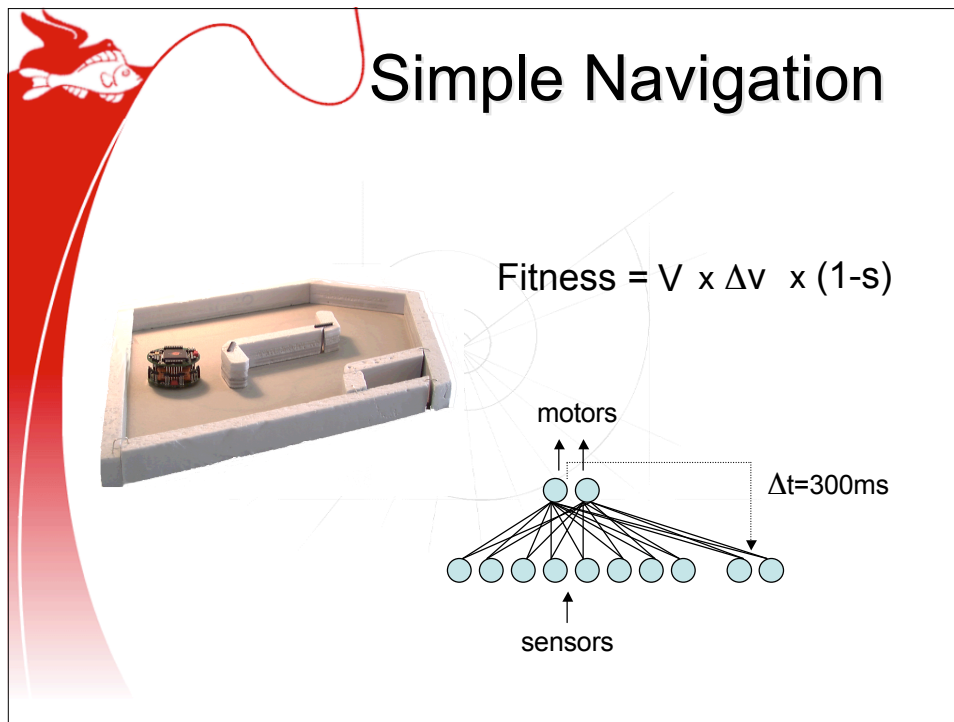 Simple Navigation
Fitness = V x Δv x (1-s)
motors
Δt=300ms
sensors